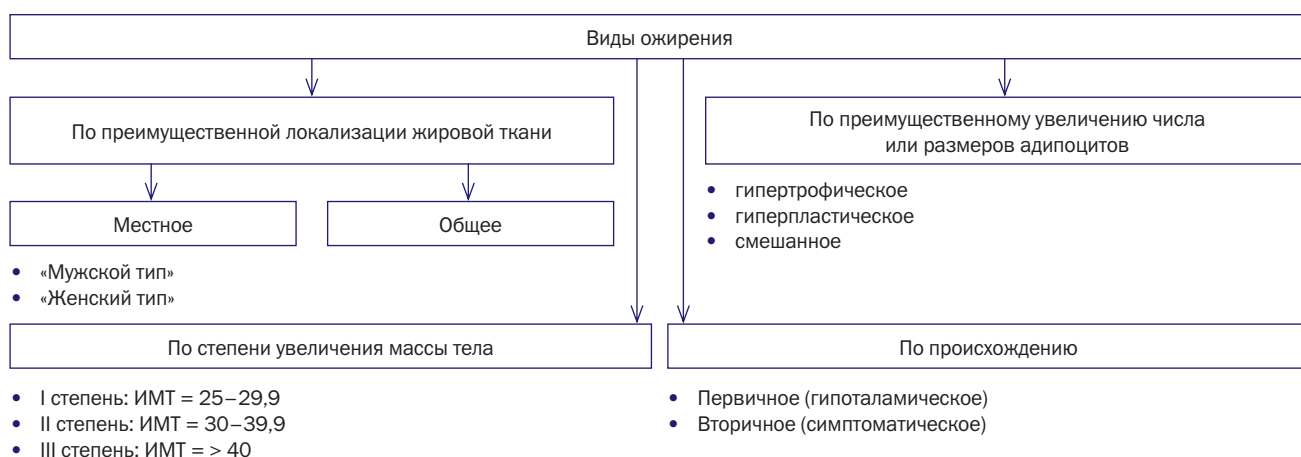 Виды ожирения
По преимущественной локализации жировой ткани
По преимущественному увеличению числа
или размеров адипоцитов
Местное
Общее
• гипертрофическое
• гиперпластическое
• смешанное
• «Мужской тип»
• «Женский тип»
По степени увеличения массы тела
По происхождению
• I степень: ИМТ = 25–29,9
• II степень: ИМТ = 30–39,9
• III степень: ИМТ = > 40
• Первичное (гипоталамическое)
• Вторичное (симптоматическое)